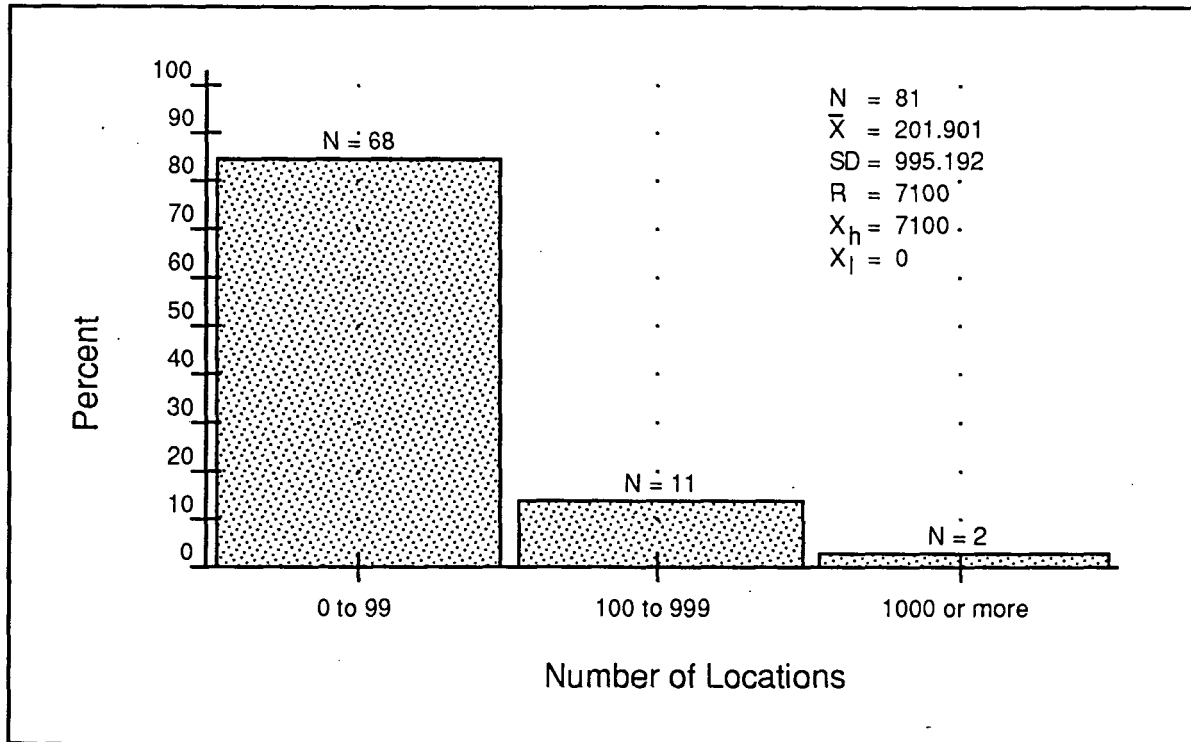 100
90
80
70
60
50
40
30
20
10
0
Percent
N = 68
N = 11
N = 2
N = 81
X̄ = 201.901
SD = 995.192
R = 7100
Xh = 7100
Xl = 0
0 to 99
100 to 999
1000 or more
Number of Locations